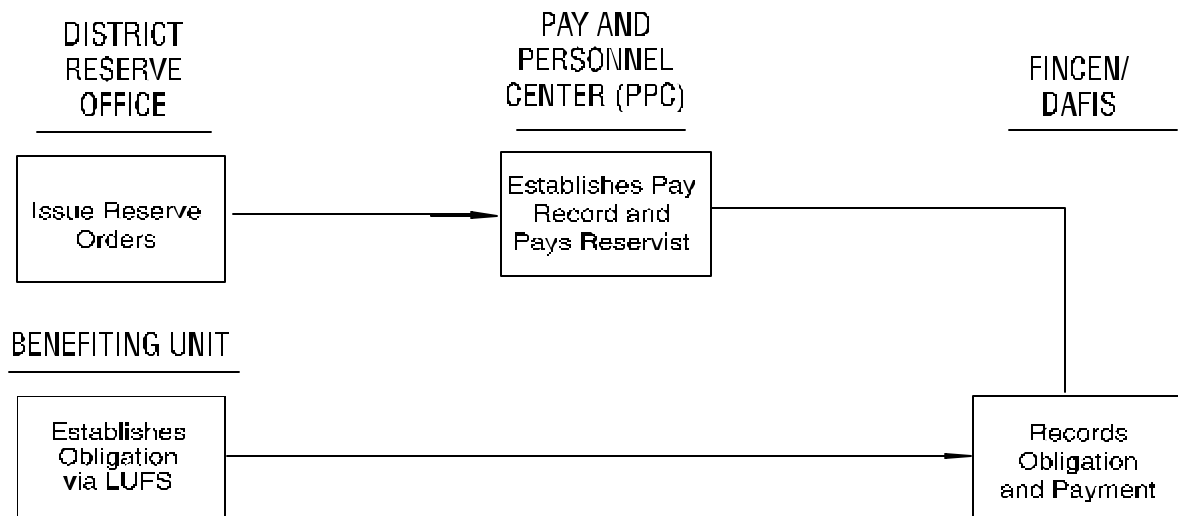 DISTRICT
RESERVE
OFFICE
PAY AND
PERSONNEL
CENTER (PPC)
FINCEN/
DAFIS
Issue Reserve
Orders
Establishes Pay
Record and
Pays Reservist
BENEFITING UNIT
Establishes
Obligation
via LUFS
Records
Obligation
and Payment